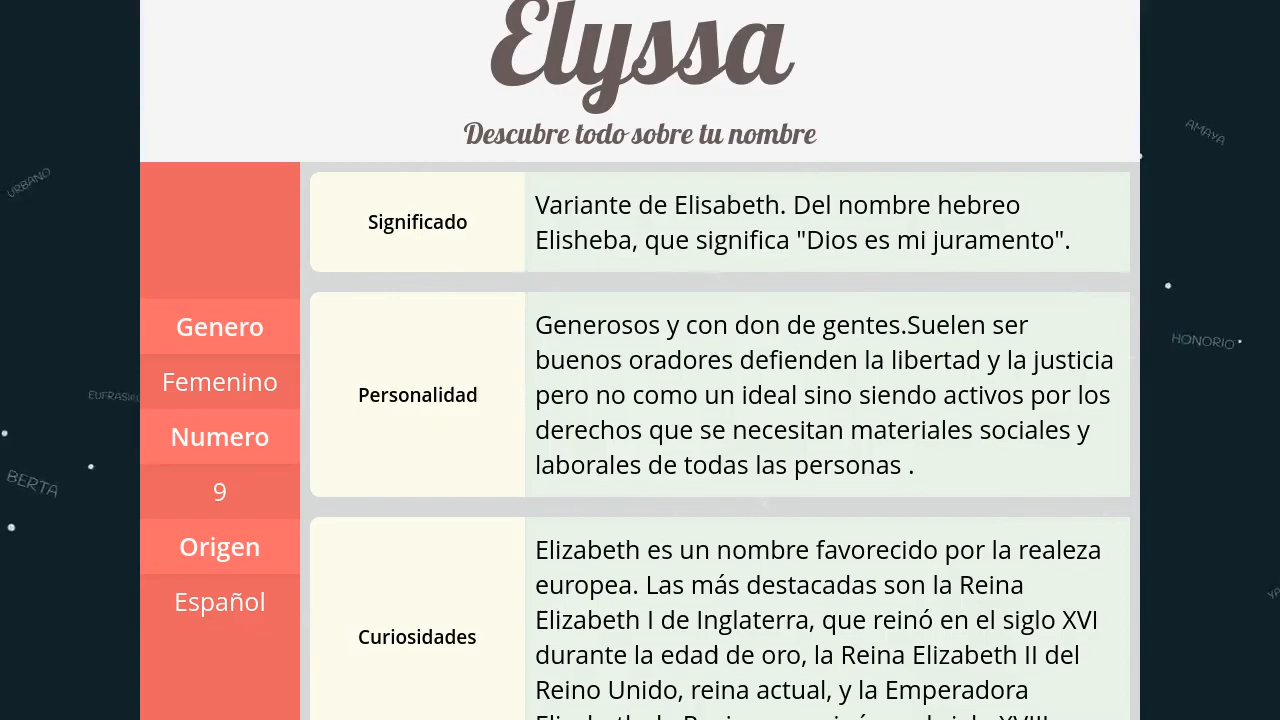 Elyssa
Descubre todo sobre tu nombre
AMAYA
URBANO
HONORIO
BERTA
Genero
Femenino
Numero
9
Origen
Español
Significado
Variante de Elisabeth. Del nombre hebreo
Elisheba, que significa "Dios es mi juramento".
Personalidad
Generosos y con don de gentes.Suelen ser
buenos oradores defienden la libertad y la justicia
pero no como un ideal sino siendo activos por los
derechos que se necesitan materiales sociales y
laborales de todas las personas .
Curiosidades
Elizabeth es un nombre favorecido por la realeza
europea. Las más destacadas son la Reina
Elizabeth I de Inglaterra, que reinó en el siglo XVI
durante la edad de oro, la Reina Elizabeth II del
Reino Unido, reina actual, y la Emperadora